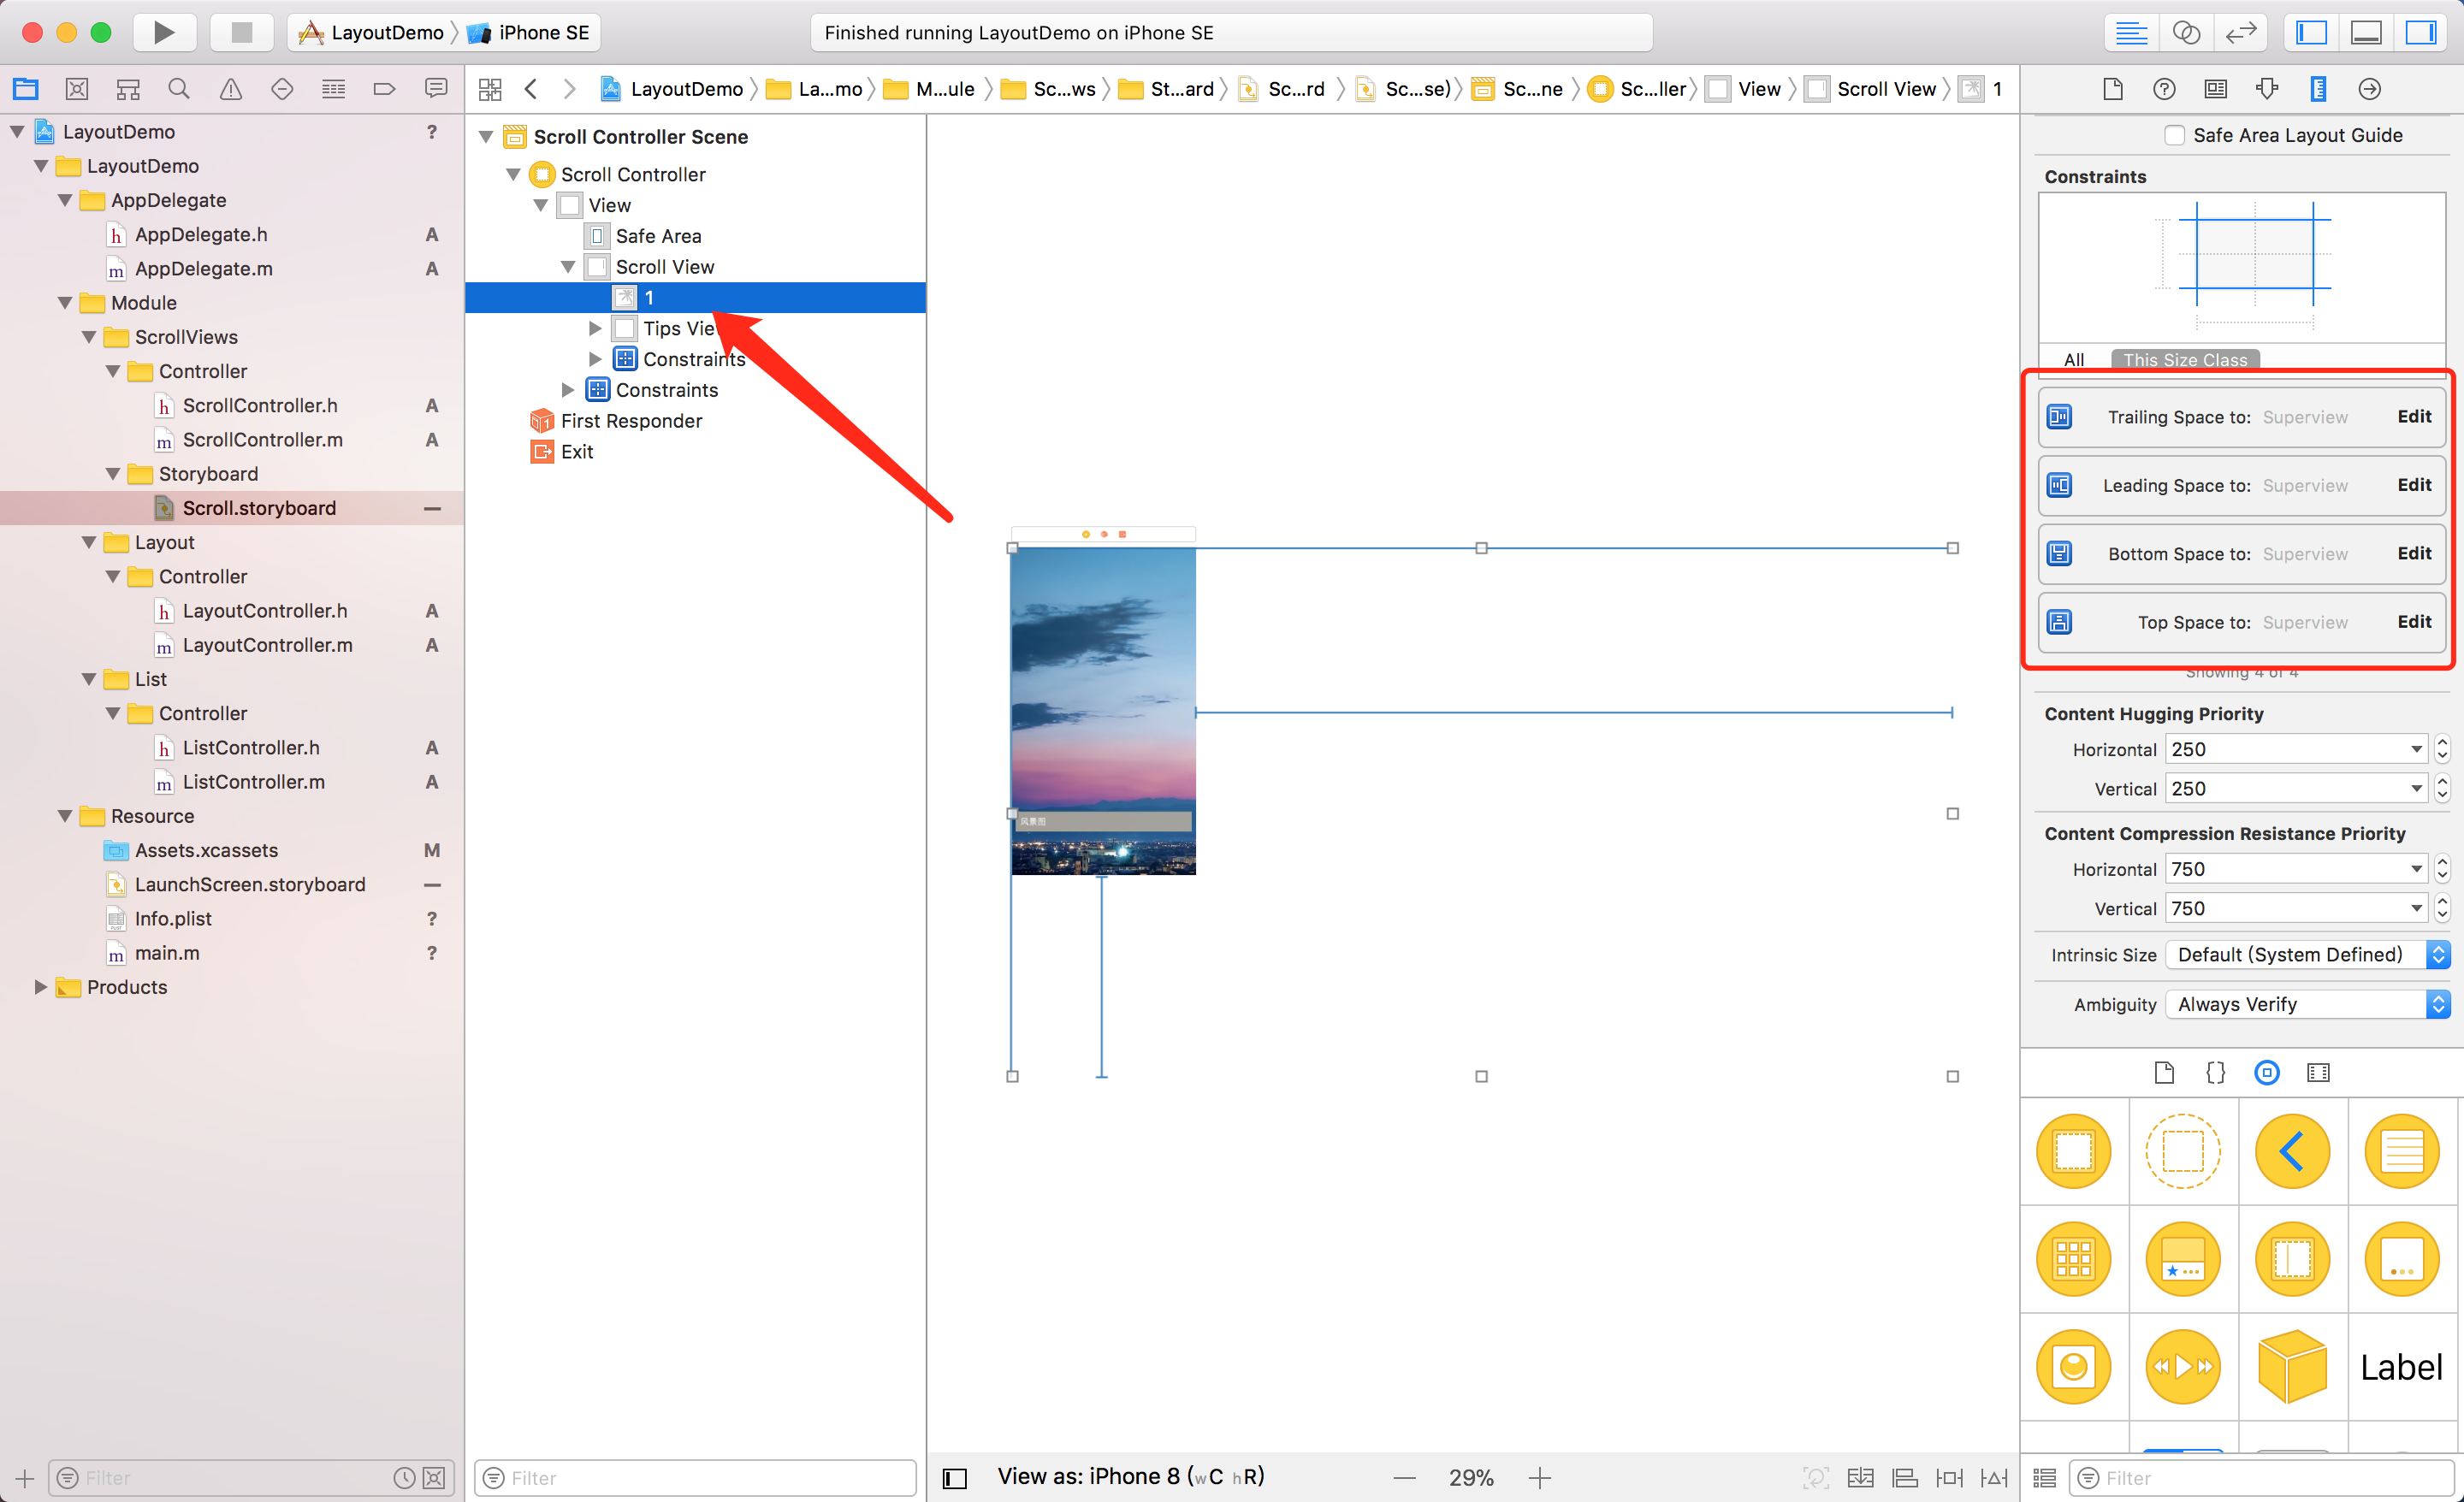 LayoutDemo iPhone SE
Finished running LayoutDemo on iPhone SE
LayoutDemo La...mo M...ule Sc...ws St...ard Sc...rd Sc...se) Sc...ne Sc...ller View Scroll View 1
LayoutDemo ?
LayoutDemo
AppDelegate
h AppDelegate.h A
m AppDelegate.m A
Module
ScrollViews
Controller
h ScrollController.h A
m ScrollController.m A
Storyboard
Scroll.storyboard
Layout
Controller
h LayoutController.h A
m LayoutController.m A
List
Controller
h ListController.h A
m ListController.m A
Resource
Assets.xcassets M
LaunchScreen.storyboard
Info.plist ?
m main.m ?
Products
Filter
Scroll Controller Scene
Scroll Controller
View
Safe Area
Scroll View
1
Tips Vie
Constraints
Constraints
First Responder
Exit
Filter
风景图
View as: iPhone 8 (wC hR)
29%
Safe Area Layout Guide
Constraints
All This Size Class
Trailing Space to: Superview Edit
Leading Space to: Superview Edit
Bottom Space to: Superview Edit
Top Space to: Superview Edit
Showing 4 of 4
Content Hugging Priority
Horizontal 250
Vertical 250
Content Compression Resistance Priority
Horizontal 750
Vertical 750
Intrinsic Size Default (System Defined)
Ambiguity Always Verify
Label
Filter